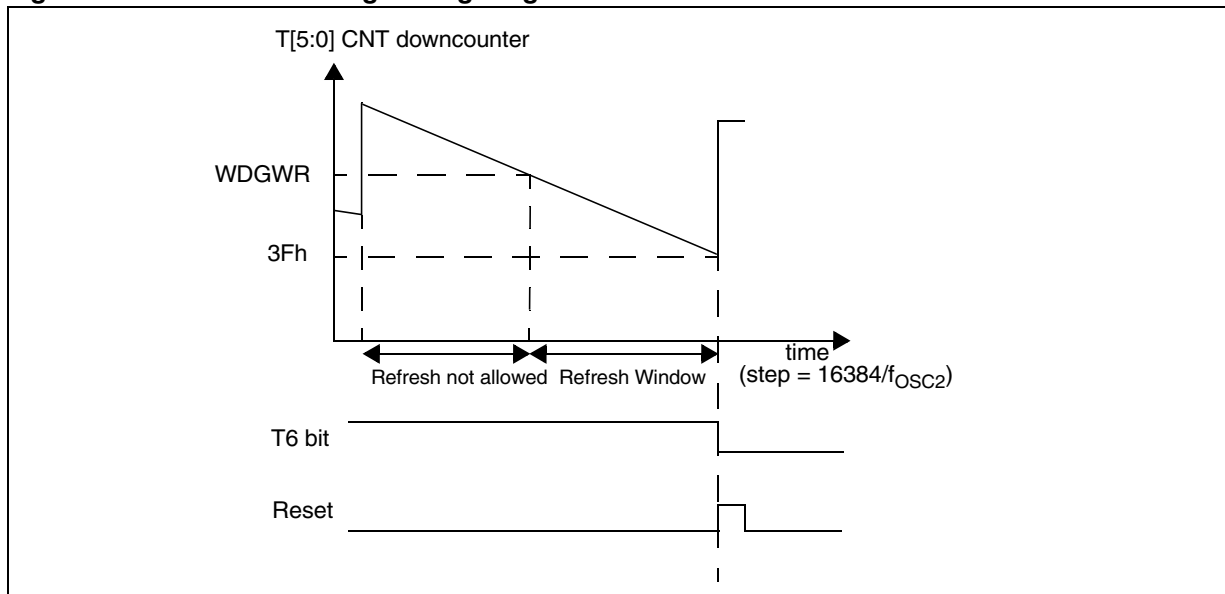 T[5:0] CNT downcounter
WDGWR
3Fh
time
Refresh not allowed Refresh Window (step = 16384/fOSC2)
T6 bit
Reset